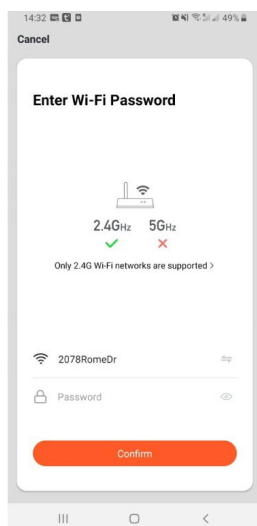 14:32 49%
Cancel
Enter Wi-Fi Password
2.4GHz 5GHz
Only 2.4G Wi-Fi networks are supported >
2078RomeDr
Password
Confirm